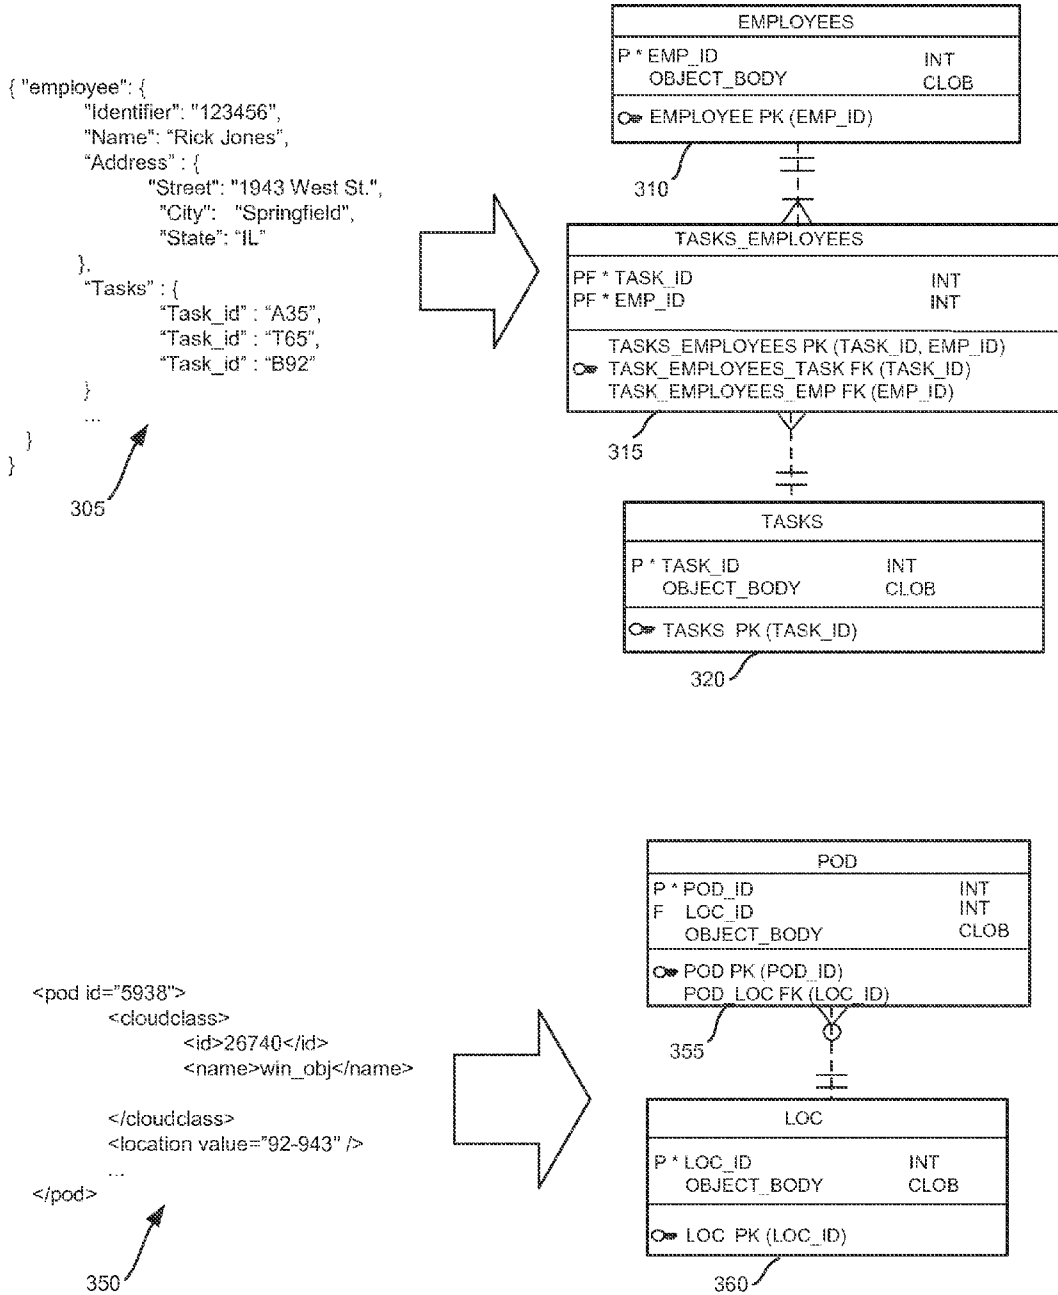 { "employee": {
"Identifier": "123456",
"Name": "Rick Jones",
"Address" : {
"Street": "1943 West St.",
"City": "Springfield",
"State": "IL"
},
"Tasks" : {
"Task_id" : "A35",
"Task_id" : "T65",
"Task_id" : "B92"
}
...
}
}
305
EMPLOYEES
P * EMP_ID INT
OBJECT_BODY CLOB
EMPLOYEE PK (EMP_ID)
310
TASKS_EMPLOYEES
PF * TASK_ID INT
PF * EMP_ID INT
TASKS_EMPLOYEES PK (TASK_ID, EMP_ID)
TASK_EMPLOYEES_TASK FK (TASK_ID)
TASK_EMPLOYEES_EMP FK (EMP_ID)
315
TASKS
P * TASK_ID INT
OBJECT_BODY CLOB
TASKS_PK (TASK_ID)
320
<pod id="5938">
<cloudclass>
<id>26740</id>
<name>win_obj</name>
</cloudclass>
<location value="92-943" />
...
</pod>
350
POD
P * POD_ID INT
F LOC_ID INT
OBJECT_BODY CLOB
POD PK (POD_ID)
POD_LOC FK (LOC_ID)
355
LOC
P * LOC_ID INT
OBJECT_BODY CLOB
LOC_PK (LOC_ID)
360